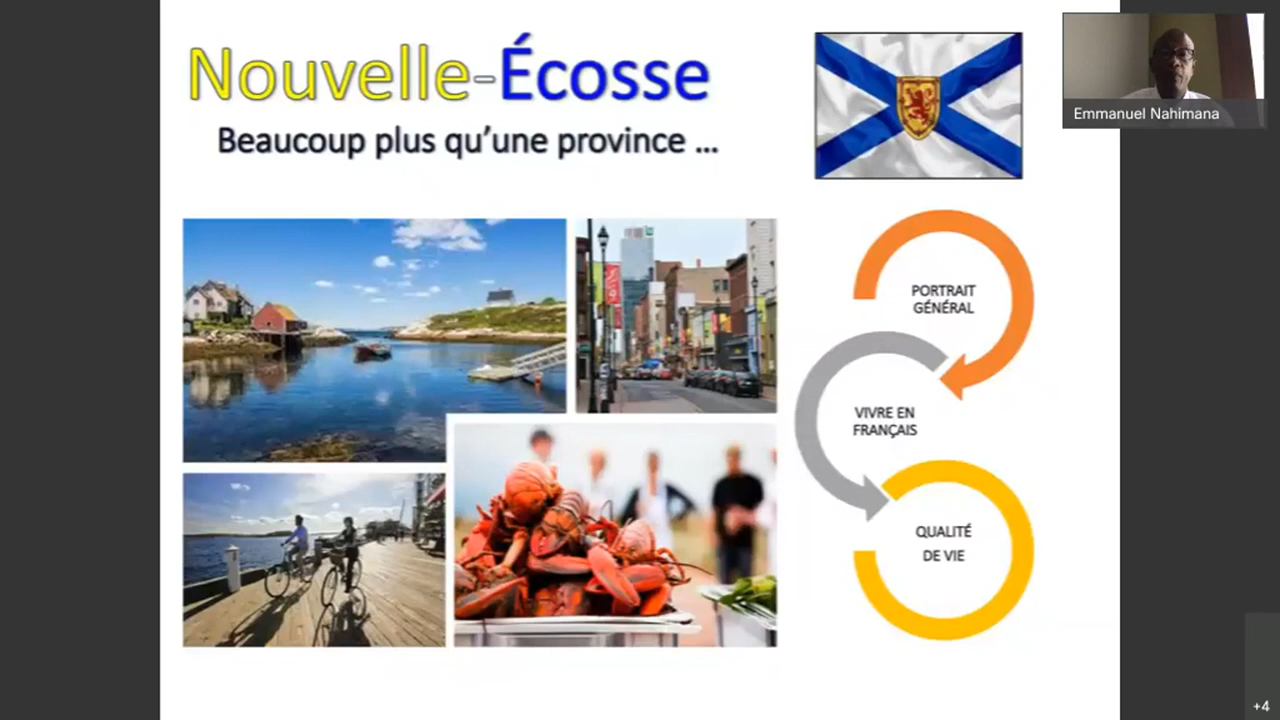 Nouvelle-Écosse
Beaucoup plus qu’une province ...
Emmanuel Nahimana
PORTRAIT
GÉNÉRAL
VIVRE EN
FRANÇAIS
QUALITÉ
DE VIE
+4